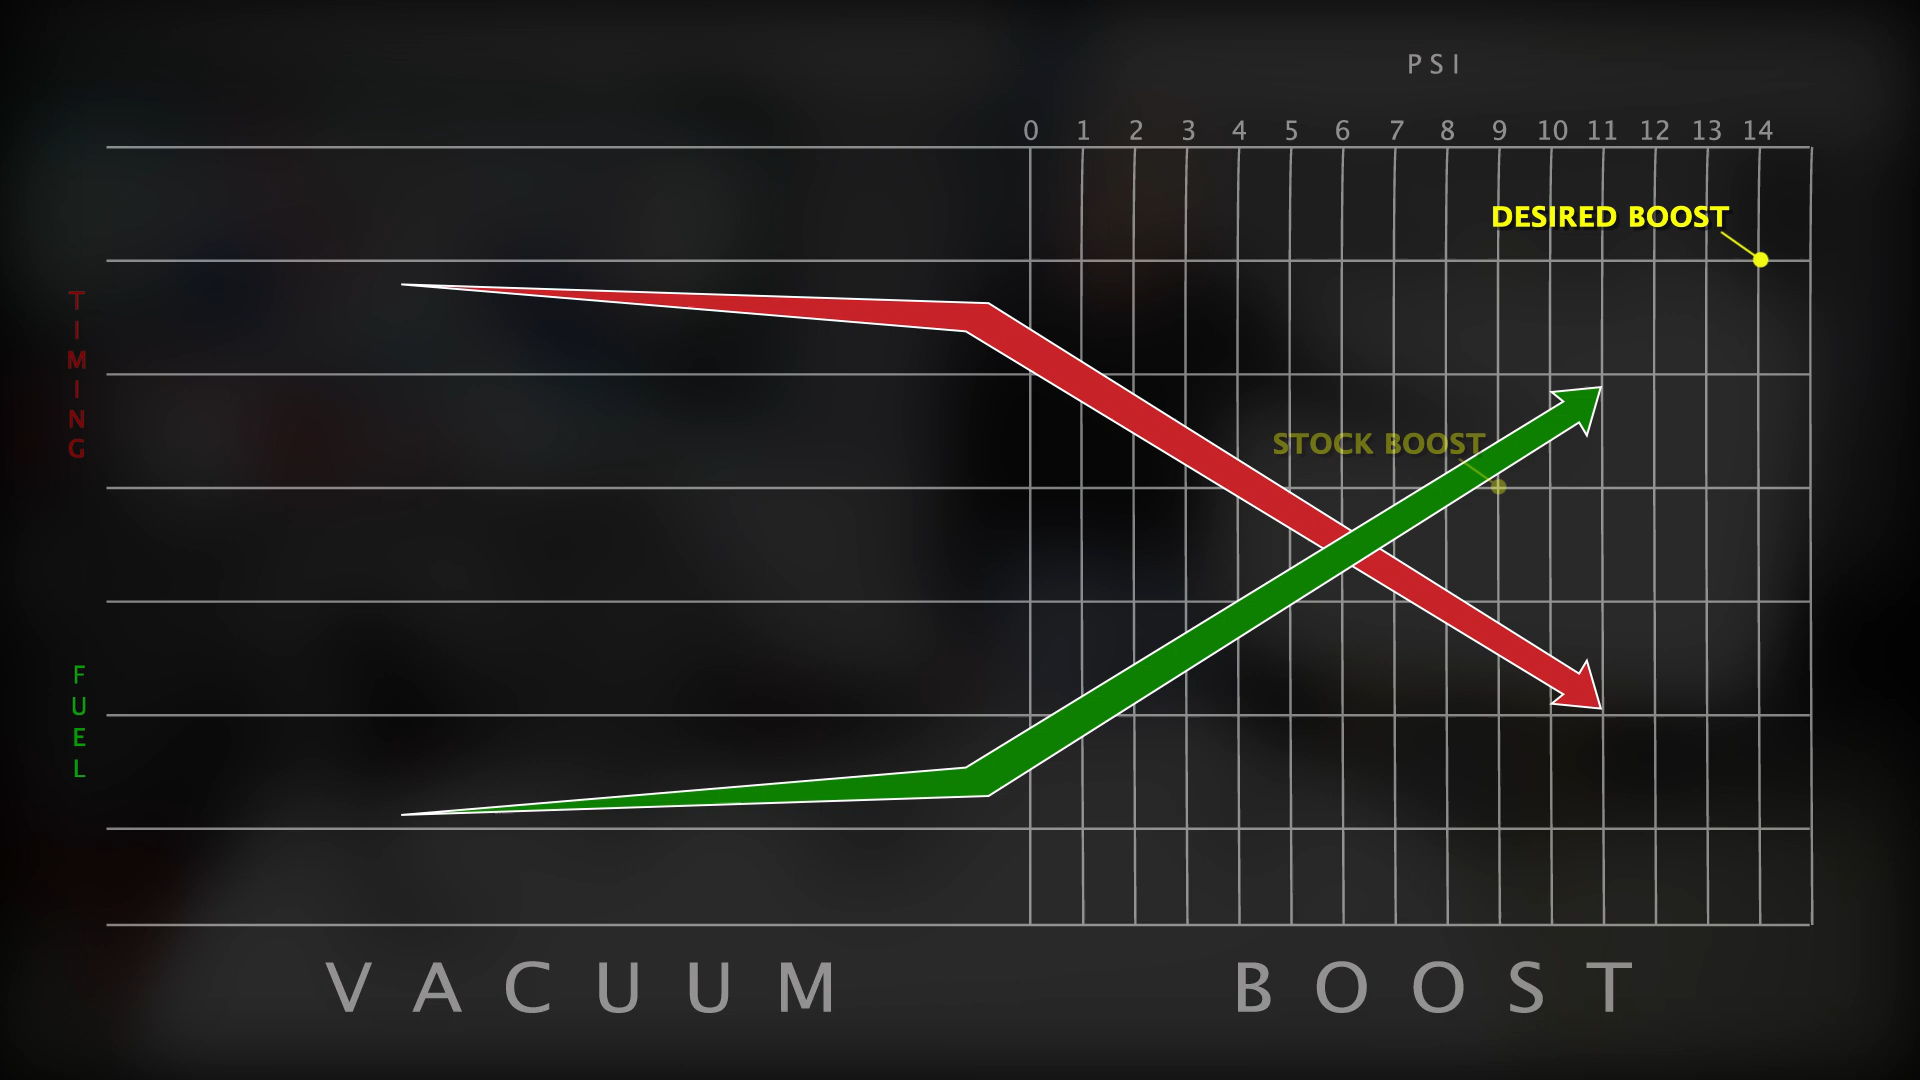 PSI
0 1 2 3 4 5 6 7 8 9 10 11 12 13 14
DESIRED BOOST
TIMING
STOCK BOOST
FUEL
VACUUM BOOST